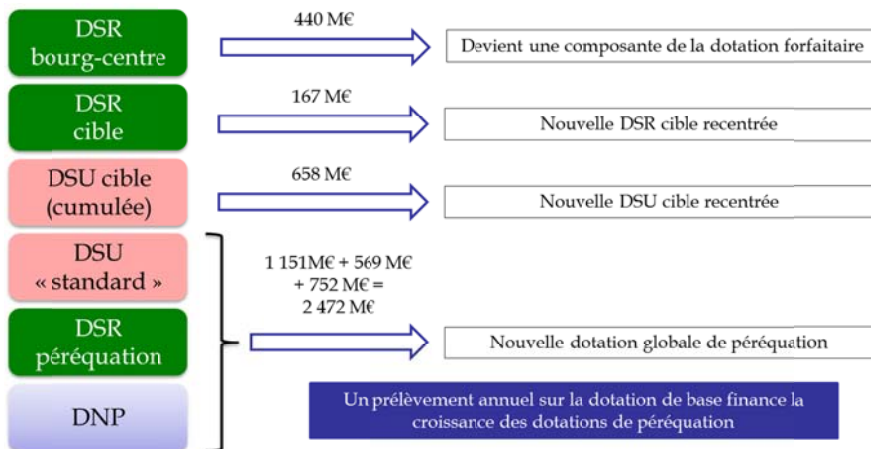 DSR
bourg-centre
440 M€
Devient une composante de la dotation forfaitaire
DSR
cible
167 M€
Nouvelle DSR cible recentrée
DSU cible
(cumulée)
658 M€
Nouvelle DSU cible recentrée
DSU
« standard »
1 151M€ + 569 M€
+ 752 M€ =
2 472 M€
DSR
péréquation
Nouvelle dotation globale de péréquation
DNP
Un prélèvement annuel sur la dotation de base finance la
croissance des dotations de péréquation